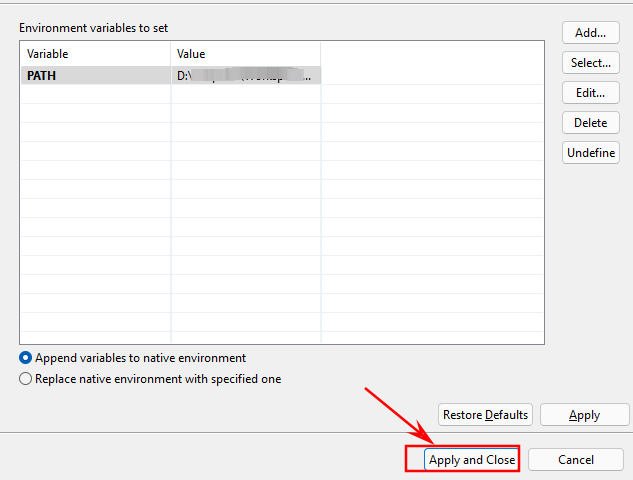 Environment variables to set
Variable Value
PATH D:\
Add...
Select...
Edit...
Delete
Undefine
Append variables to native environment
Replace native environment with specified one
Restore Defaults Apply
Apply and Close Cancel